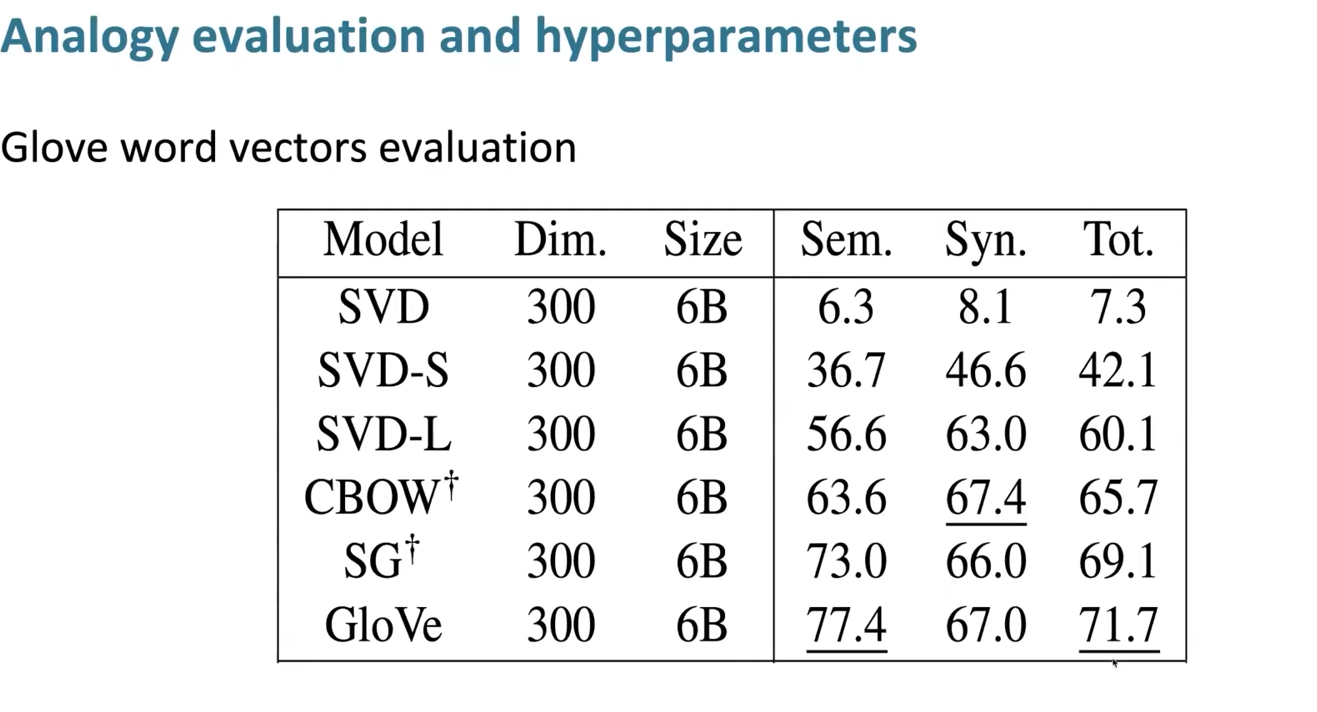 Analogy evaluation and hyperparameters
Glove word vectors evaluation
Model Dim. Size Sem. Syn. Tot.
SVD 300 6B 6.3 8.1 7.3
SVD-S 300 6B 36.7 46.6 42.1
SVD-L 300 6B 56.6 63.0 60.1
CBOW† 300 6B 63.6 67.4 65.7
SG† 300 6B 73.0 66.0 69.1
GloVe 300 6B 77.4 67.0 71.7